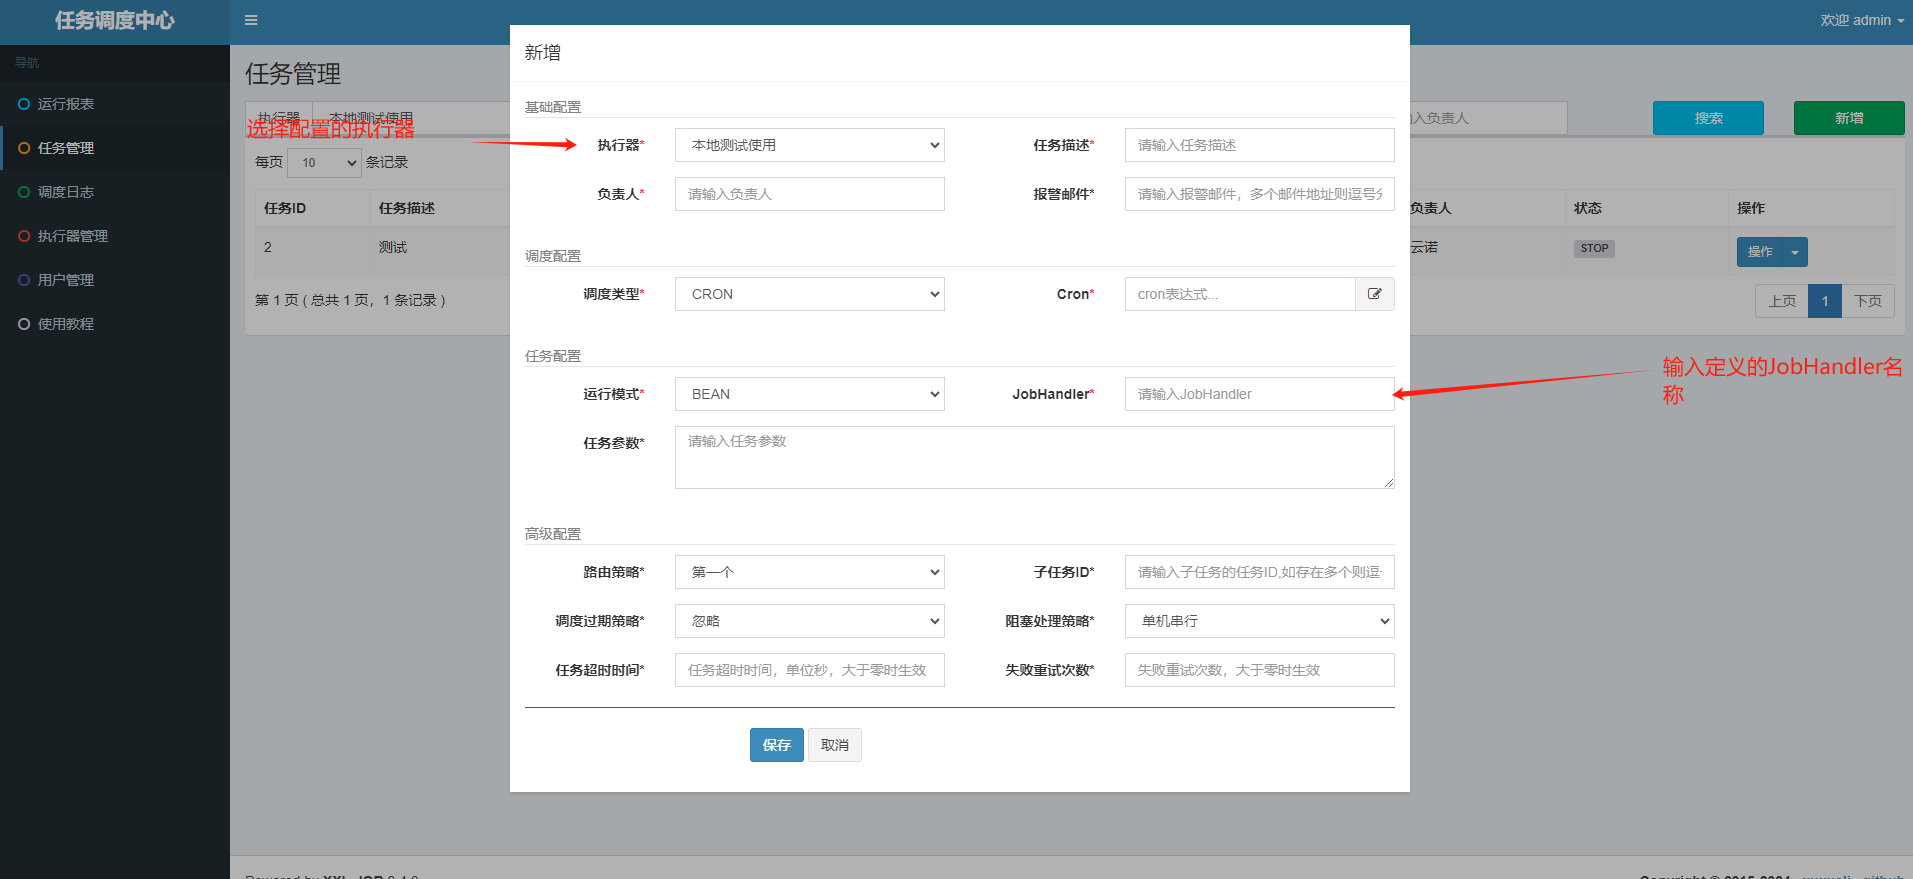 任务调度中心
欢迎 admin
导航
运行报表
任务管理
调度日志
执行器管理
用户管理
使用教程
任务管理
执行器 本地测试使用
选择配置的执行器
入负责人 搜索 新增
每页 10 条记录
任务ID 任务描述 负责人 状态 操作
2 测试 云诺 STOP 操作
第 1 页 ( 总共 1 页，1 条记录 )
上页 1 下页
新增
基础配置
执行器* 本地测试使用 任务描述* 请输入任务描述
负责人* 请输入负责人 报警邮件* 请输入报警邮件，多个邮件地址则逗号分
调度配置
调度类型* CRON Cron* cron表达式...
任务配置
运行模式* BEAN JobHandler* 请输入JobHandler
输入定义的JobHandler名
称
任务参数* 请输入任务参数
高级配置
路由策略* 第一个 子任务ID* 请输入子任务的任务ID,如存在多个则逗
调度过期策略* 忽略 阻塞处理策略* 单机串行
任务超时时间* 任务超时时间，单位秒，大于零时生效 失败重试次数* 失败重试次数，大于零时生效
保存 取消
Powered by XXL-JOB 2.4.0
Copyright © 2015-2024 xuxueli github